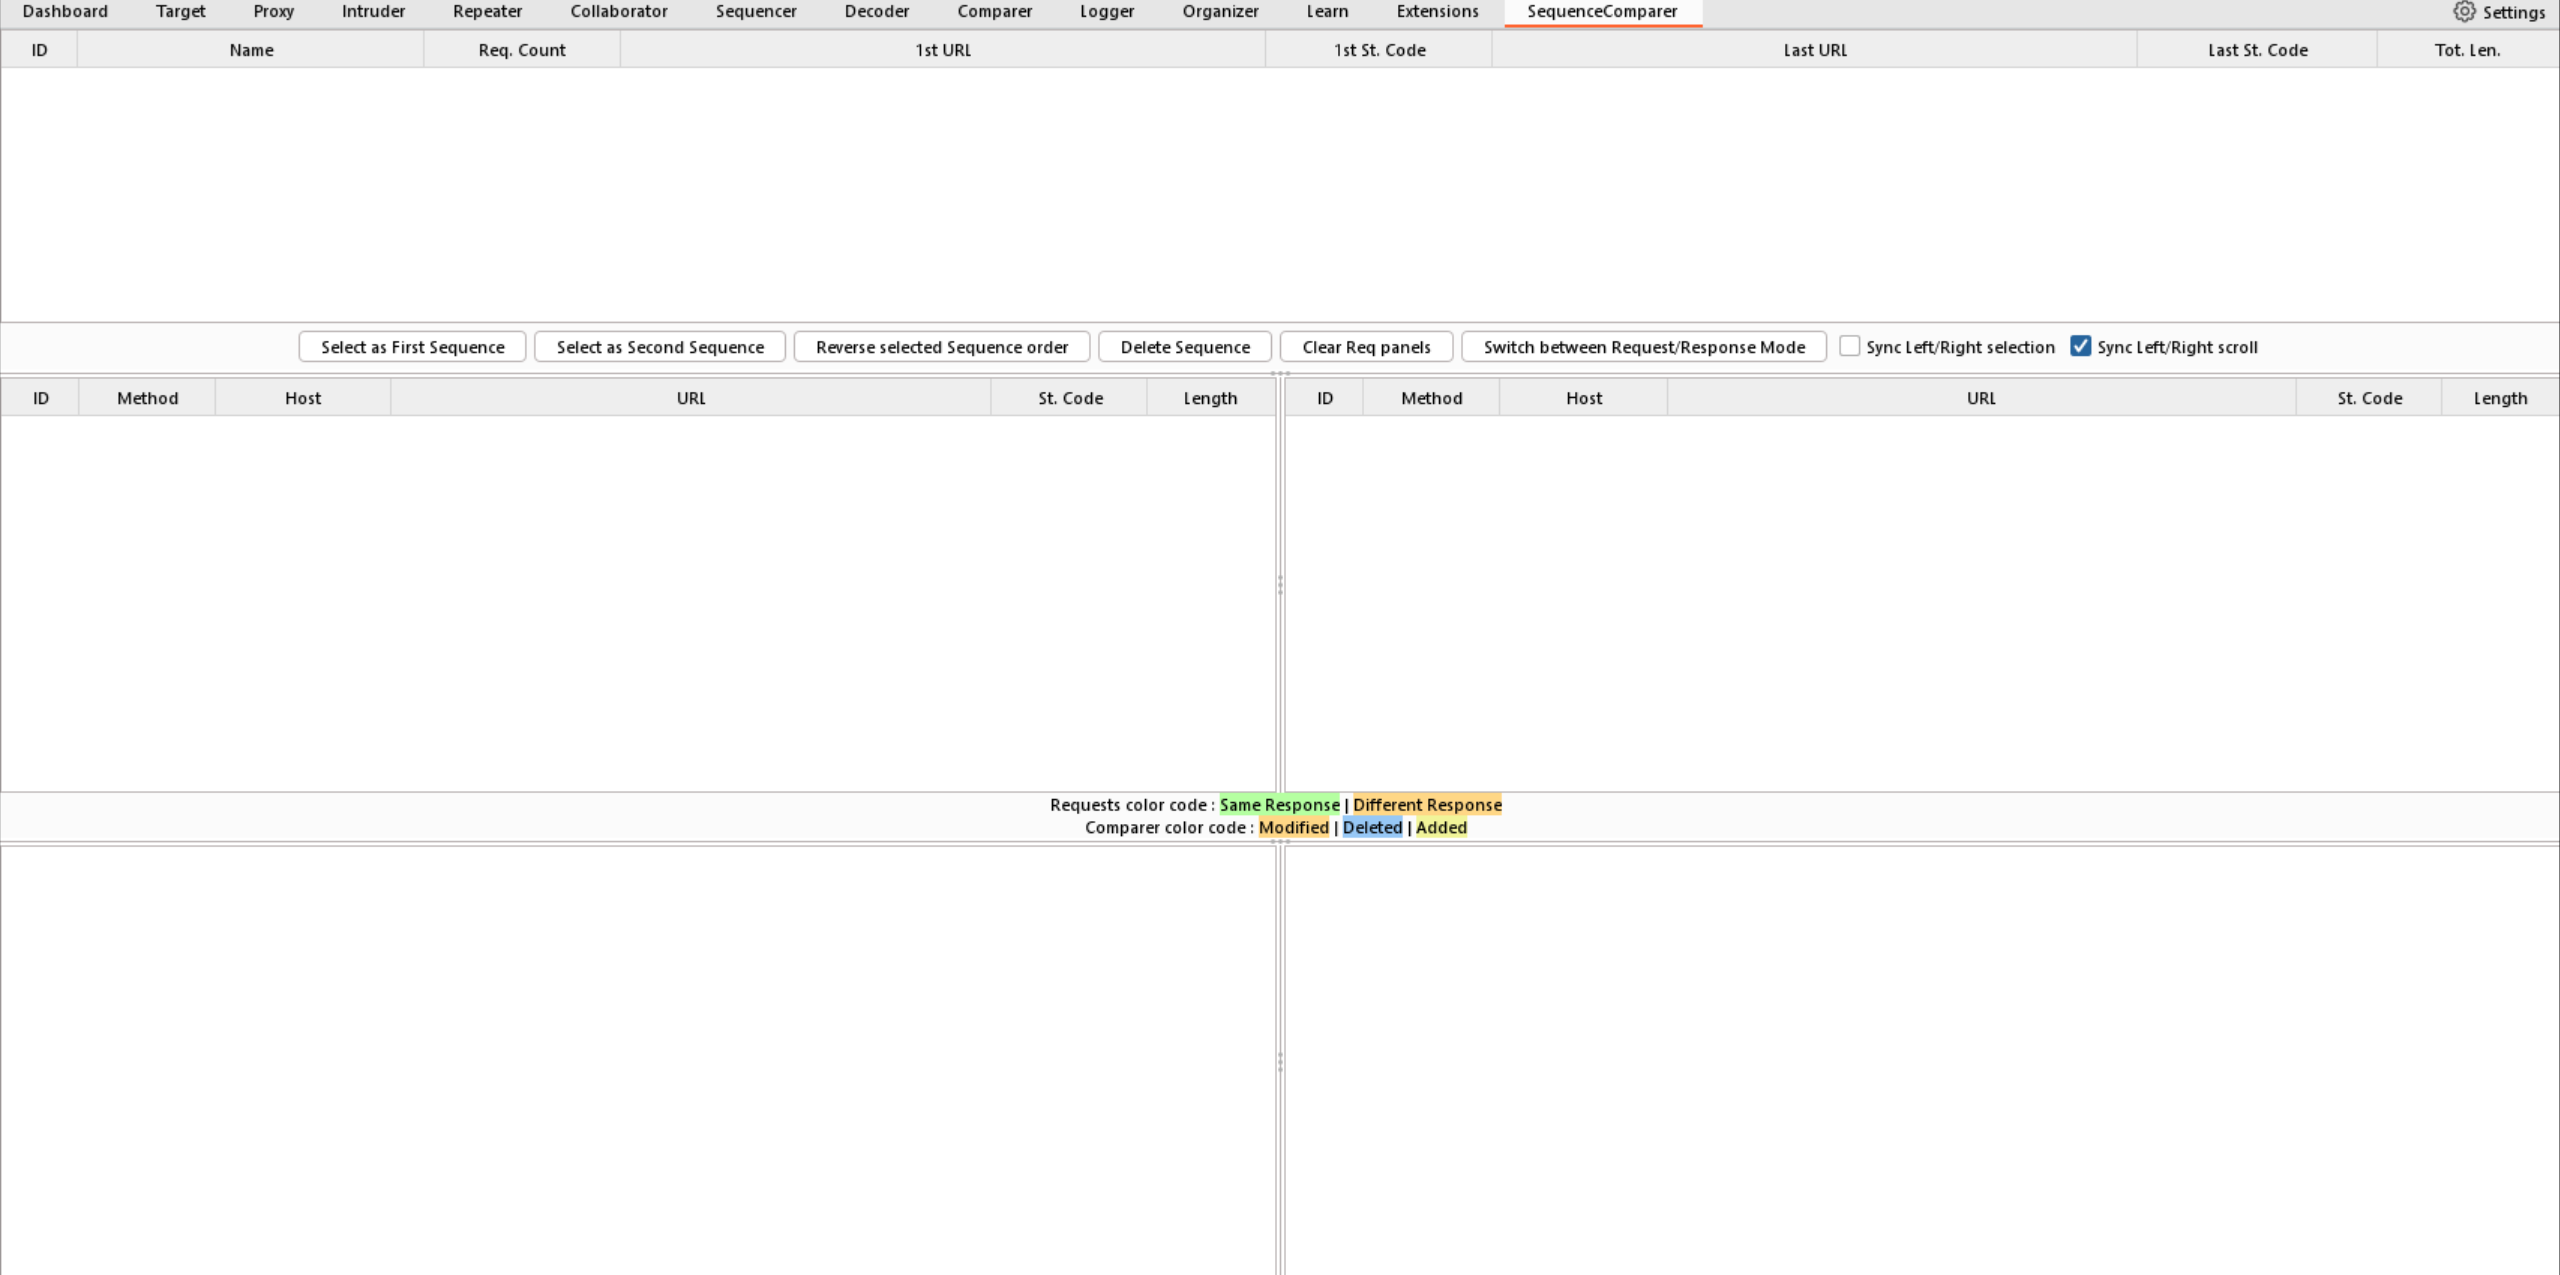 Dashboard Target Proxy Intruder Repeater Collaborator Sequencer Decoder Comparer Logger Organizer Learn Extensions SequenceComparer Settings
ID Name Req. Count 1st URL 1st St. Code Last URL Last St. Code Tot. Len.
Select as First Sequence Select as Second Sequence Reverse selected Sequence order Delete Sequence Clear Req panels Switch between Request/Response Mode Sync Left/Right selection Sync Left/Right scroll
ID Method Host URL St. Code Length ID Method Host URL St. Code Length
Requests color code : Same Response | Different Response
Comparer color code : Modified | Deleted | Added